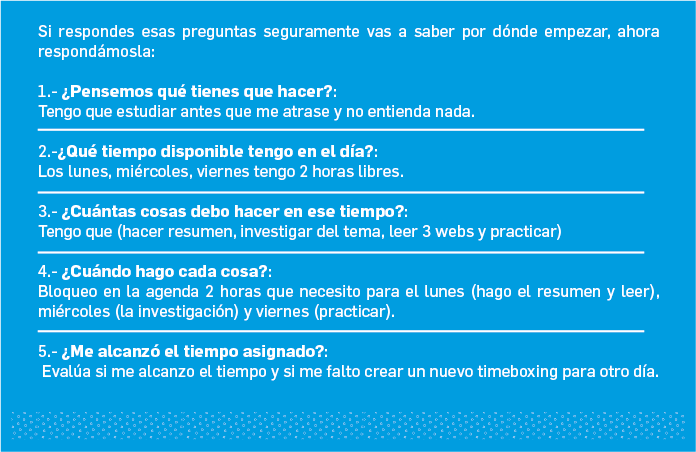 Si respondes esas preguntas seguramente vas a saber por dónde empezar, ahora
respondámosla:
1.- ¿Pensemos qué tienes que hacer?:
Tengo que estudiar antes que me atrase y no entienda nada.
2.-¿Qué tiempo disponible tengo en el día?:
Los lunes, miércoles, viernes tengo 2 horas libres.
3.- ¿Cuántas cosas debo hacer en ese tiempo?:
Tengo que (hacer resumen, investigar del tema, leer 3 webs y practicar)
4.- ¿Cuándo hago cada cosa?:
Bloqueo en la agenda 2 horas que necesito para el lunes (hago el resumen y leer),
miércoles (la investigación) y viernes (practicar).
5.- ¿Me alcanzó el tiempo asignado?:
Evalúa si me alcanzo el tiempo y si me falto crear un nuevo timeboxing para otro día.